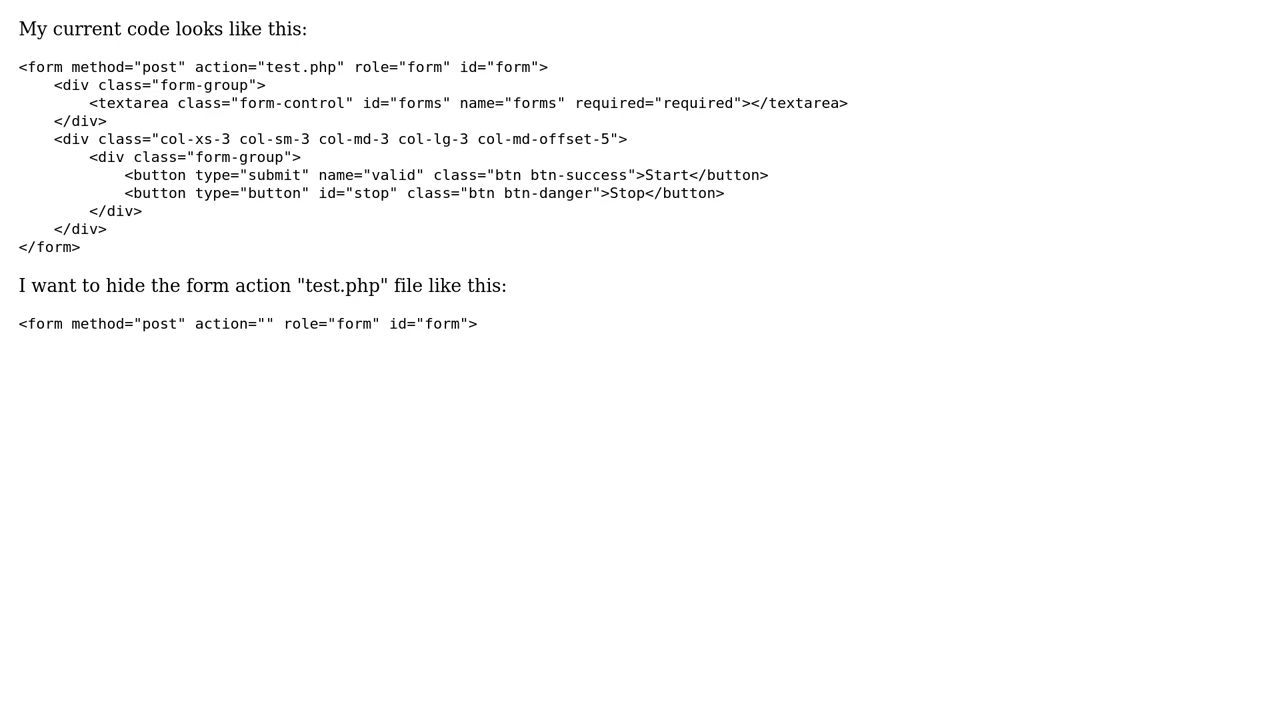 My current code looks like this:
<form method="post" action="test.php" role="form" id="form">
    <div class="form-group">
        <textarea class="form-control" id="forms" name="forms" required="required"></textarea>
    </div>
    <div class="col-xs-3 col-sm-3 col-md-3 col-lg-3 col-md-offset-5">
        <div class="form-group">
            <button type="submit" name="valid" class="btn btn-success">Start</button>
            <button type="button" id="stop" class="btn btn-danger">Stop</button>
        </div>
    </div>
</form>
I want to hide the form action "test.php" file like this:
<form method="post" action="" role="form" id="form">